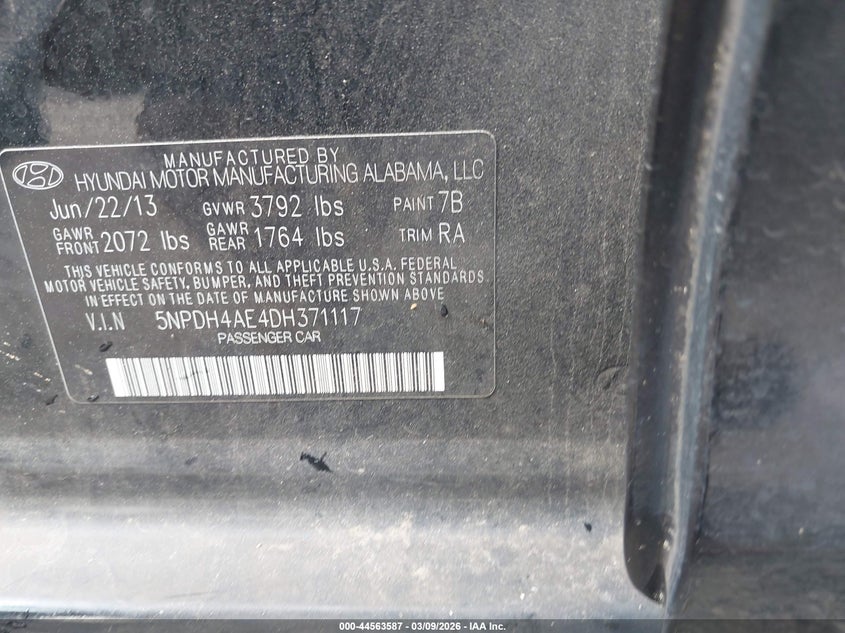 MANUFACTURED BY
HYUNDAI MOTOR MANUFACTURING ALABAMA, LLC
Jun/22/13 GVWR 3792 lbs PAINT 7B
GAWR FRONT 2072 lbs GAWR REAR 1764 lbs TRIM RA
THIS VEHICLE CONFORMS TO ALL APPLICABLE U.S.A. FEDERAL
MOTOR VEHICLE SAFETY, BUMPER, AND THEFT PREVENTION STANDARDS
IN EFFECT ON THE DATE OF MANUFACTURE SHOWN ABOVE
V.I.N 5NPDH4AE4DH371117
PASSENGER CAR
000-44563587 - 03/09/2026 - IAA Inc.